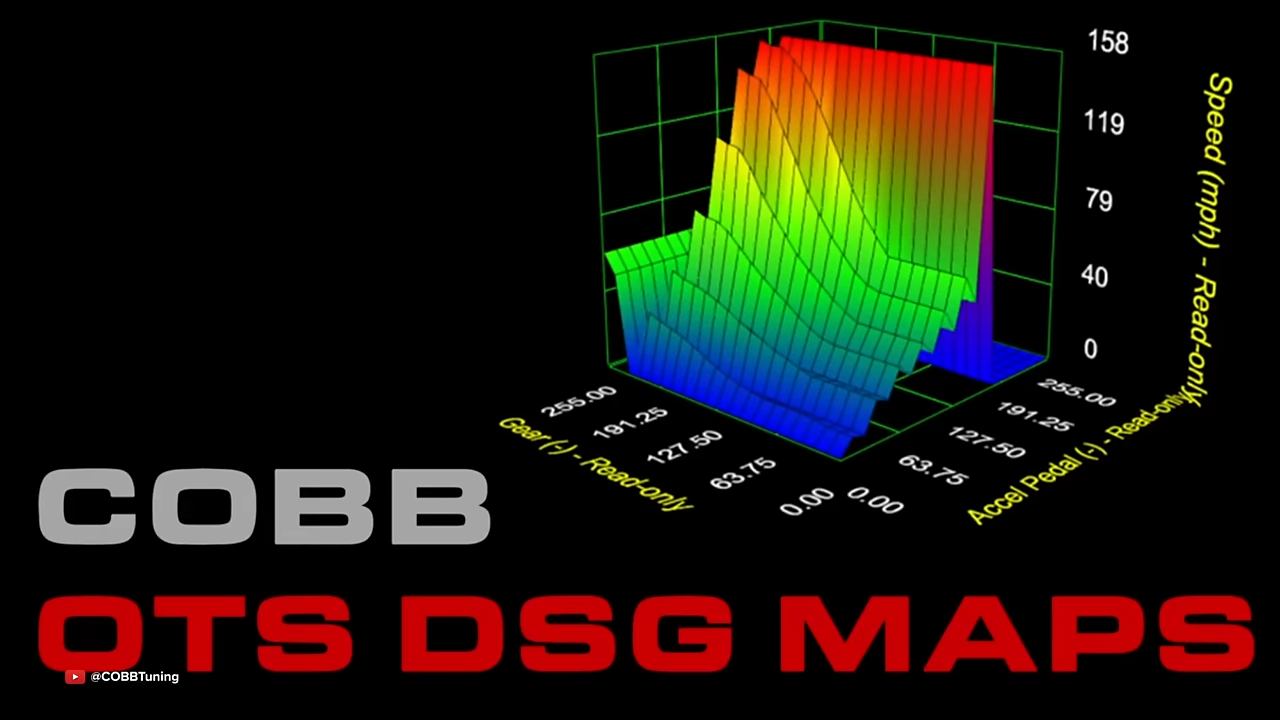 158
119
79
40
0
Speed (mph) - Read-only
255.00
191.25
127.50
63.75
0.00
Gear (-) - Read-only
255.00
191.25
127.50
63.75
0.00
Accel Pedal (-) - Read-only
COBB
OTS DSG MAPS
@COBBTuning